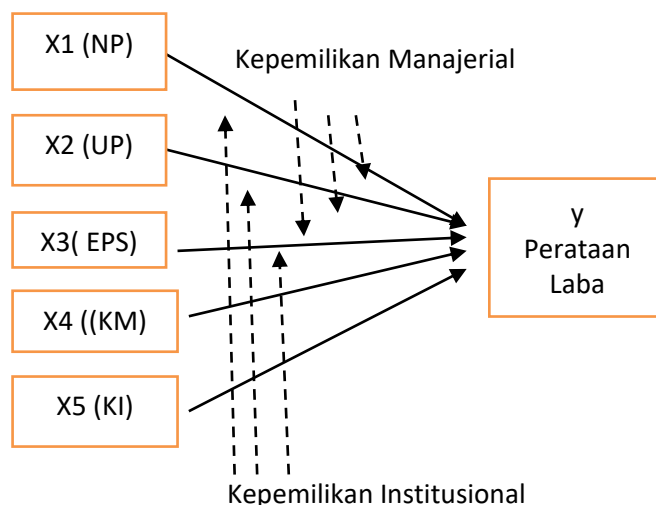 X1 (NP)
Kepemilikan Manajerial
X2 (UP)
X3( EPS)
X4 ((KM)
X5 (KI)
y
Perataan
Laba
Kepemilikan Institusional